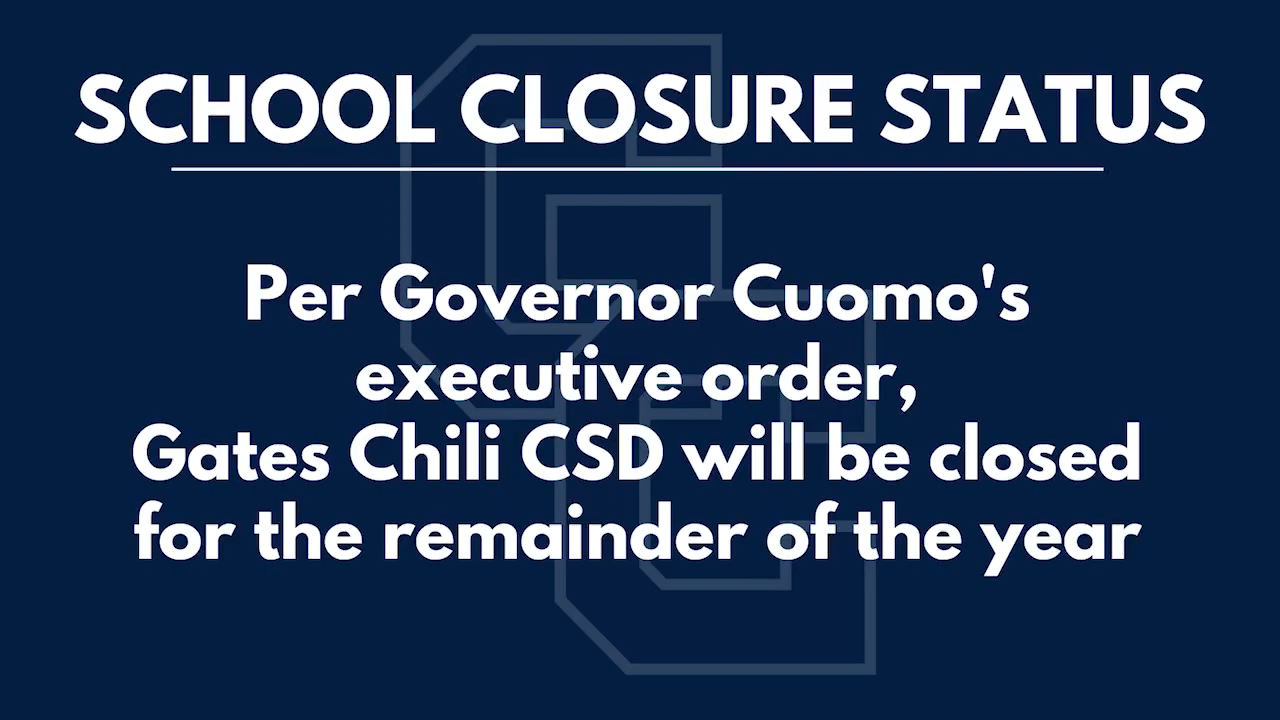 SCHOOL CLOSURE STATUS
Per Governor Cuomo's
executive order,
Gates Chili CSD will be closed
for the remainder of the year